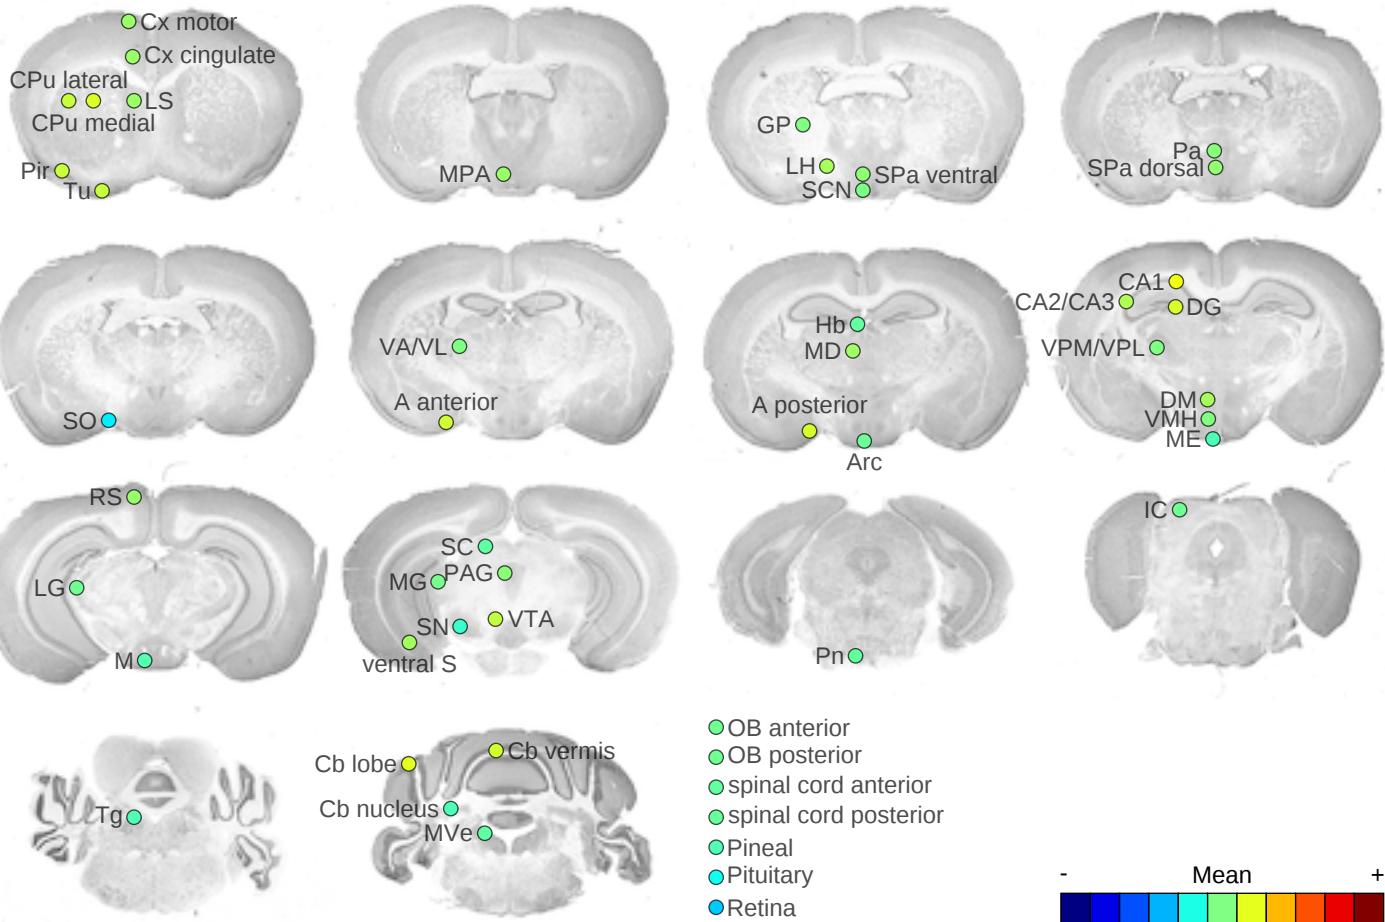 Cx motor
Cx cingulate
CPu lateral
LS
CPu medial
Pir
Tu
MPA
GP
LH
SPa ventral
SCN
Pa
SPa dorsal
SO
VA/VL
A anterior
Hb
MD
A posterior
Arc
CA1
CA2/CA3
DG
VPM/VPL
DM
VMH
ME
RS
LG
M
SC
MG
PAG
SN
VTA
ventral S
Pn
IC
Tg
Cb lobe
Cb vermis
Cb nucleus
MVe
OB anterior
OB posterior
spinal cord anterior
spinal cord posterior
Pineal
Pituitary
Retina
- Mean +